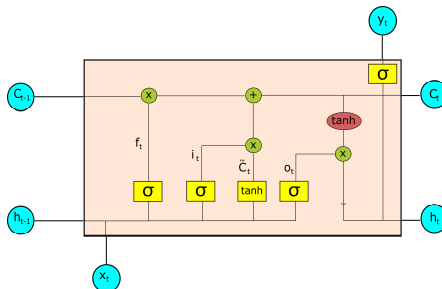 yₜ
σ
Cₜ₋₁
x
+
Cₜ
tanh
fₜ
iₜ
x
C̃ₜ
oₜ
x
σ
σ
tanh
σ
hₜ₋₁
hₜ
xₜ